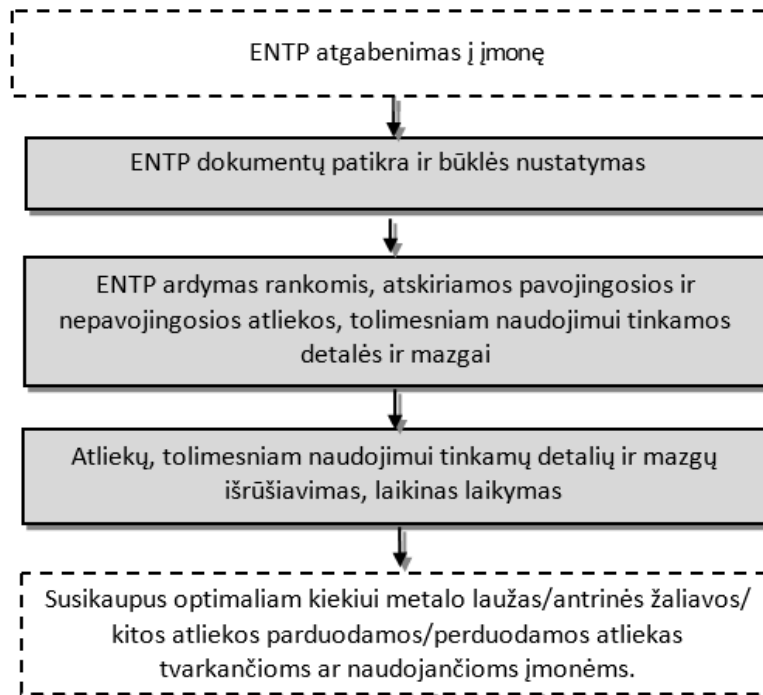 ENTP atgabenimas į įmonę
ENTP dokumentų patikra ir būklės nustatymas
ENTP ardymas rankomis, atskiriamos pavojingosios ir
nepavojingosios atliekos, tolimesniam naudojimui tinkamos
detalės ir mazgai
Atliekų, tolimesniam naudojimui tinkamų detalių ir mazgų
išrūšiavimas, laikinas laikymas
Susikaupus optimaliam kiekiui metalo laužas/antrinės žaliavos/
kitos atliekos parduodamos/perduodamos atliekas
tvarkančioms ar naudojančioms įmonėms.